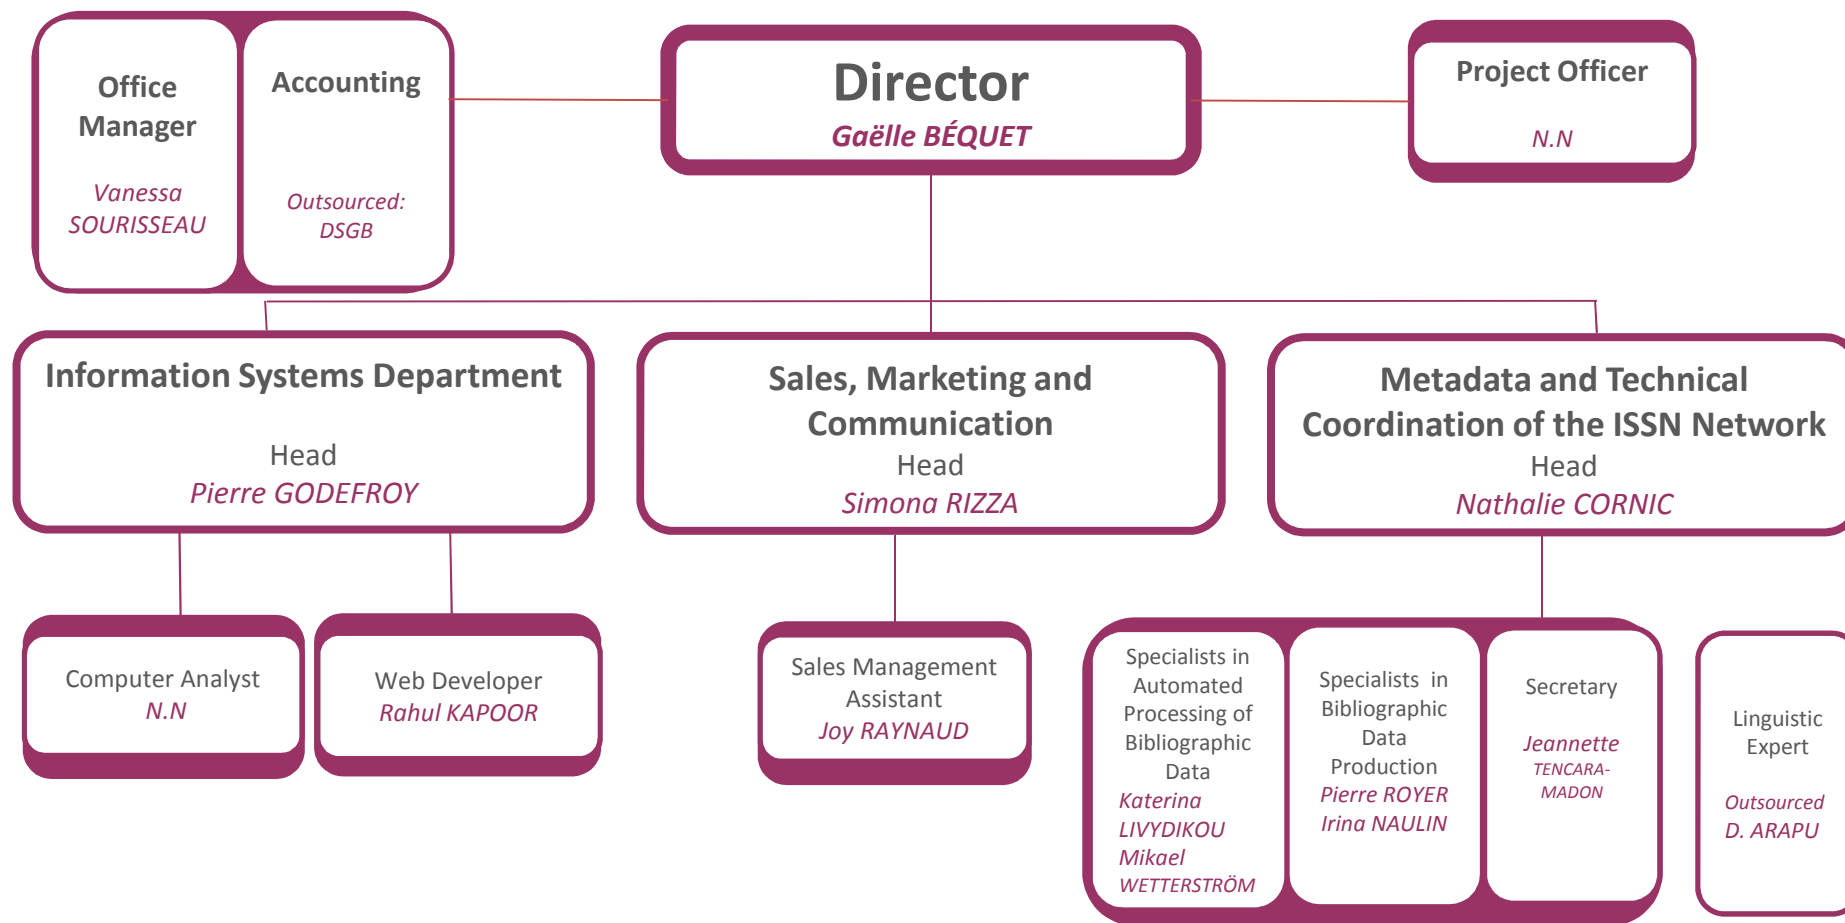 Office
Manager
Vanessa
SOURISSEAU
Accounting
Outsourced:
DSGB
Director
Gaëlle BÉQUET
Project Officer
N.N
Information Systems Department
Head
Pierre GODEFROY
Sales, Marketing and
Communication
Head
Simona RIZZA
Metadata and Technical
Coordination of the ISSN Network
Head
Nathalie CORNIC
Computer Analyst
N.N
Web Developer
Rahul KAPOOR
Sales Management
Assistant
Joy RAYNAUD
Specialists in
Automated
Processing of
Bibliographic
Data
Katerina
LIVYDIKOU
Mikael
WETTERSTRÖM
Specialists in
Bibliographic
Data
Production
Pierre ROYER
Irina NAULIN
Secretary
Jeannette
TENCARA-
MADON
Linguistic
Expert
Outsourced
D. ARAPU